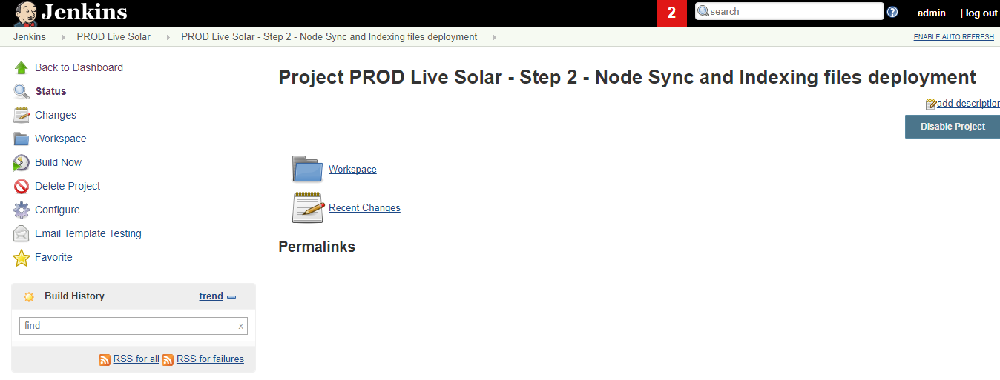 Jenkins
2
search
admin
| log out
Jenkins
PROD Live Solar
PROD Live Solar - Step 2 - Node Sync and Indexing files deployment
ENABLE AUTO REFRESH
Back to Dashboard
Status
Changes
Workspace
Build Now
Delete Project
Configure
Email Template Testing
Favorite
Build History
trend
find
x
RSS for all
RSS for failures
Project PROD Live Solar - Step 2 - Node Sync and Indexing files deployment
add description
Disable Project
Workspace
Recent Changes
Permalinks